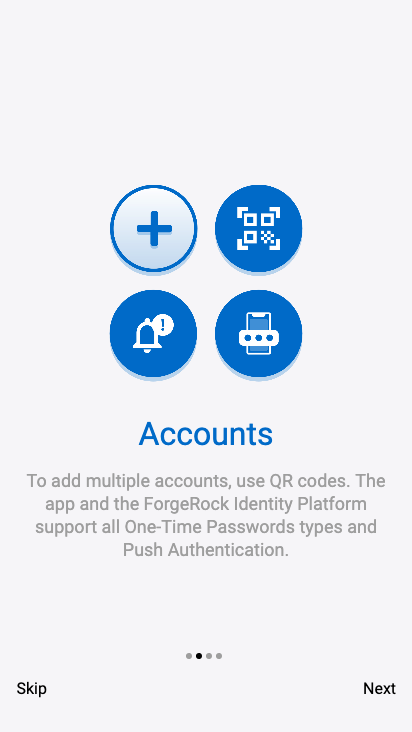 Accounts
To add multiple accounts, use QR codes. The
app and the ForgeRock Identity Platform
support all One-Time Passwords types and
Push Authentication.
Skip
Next